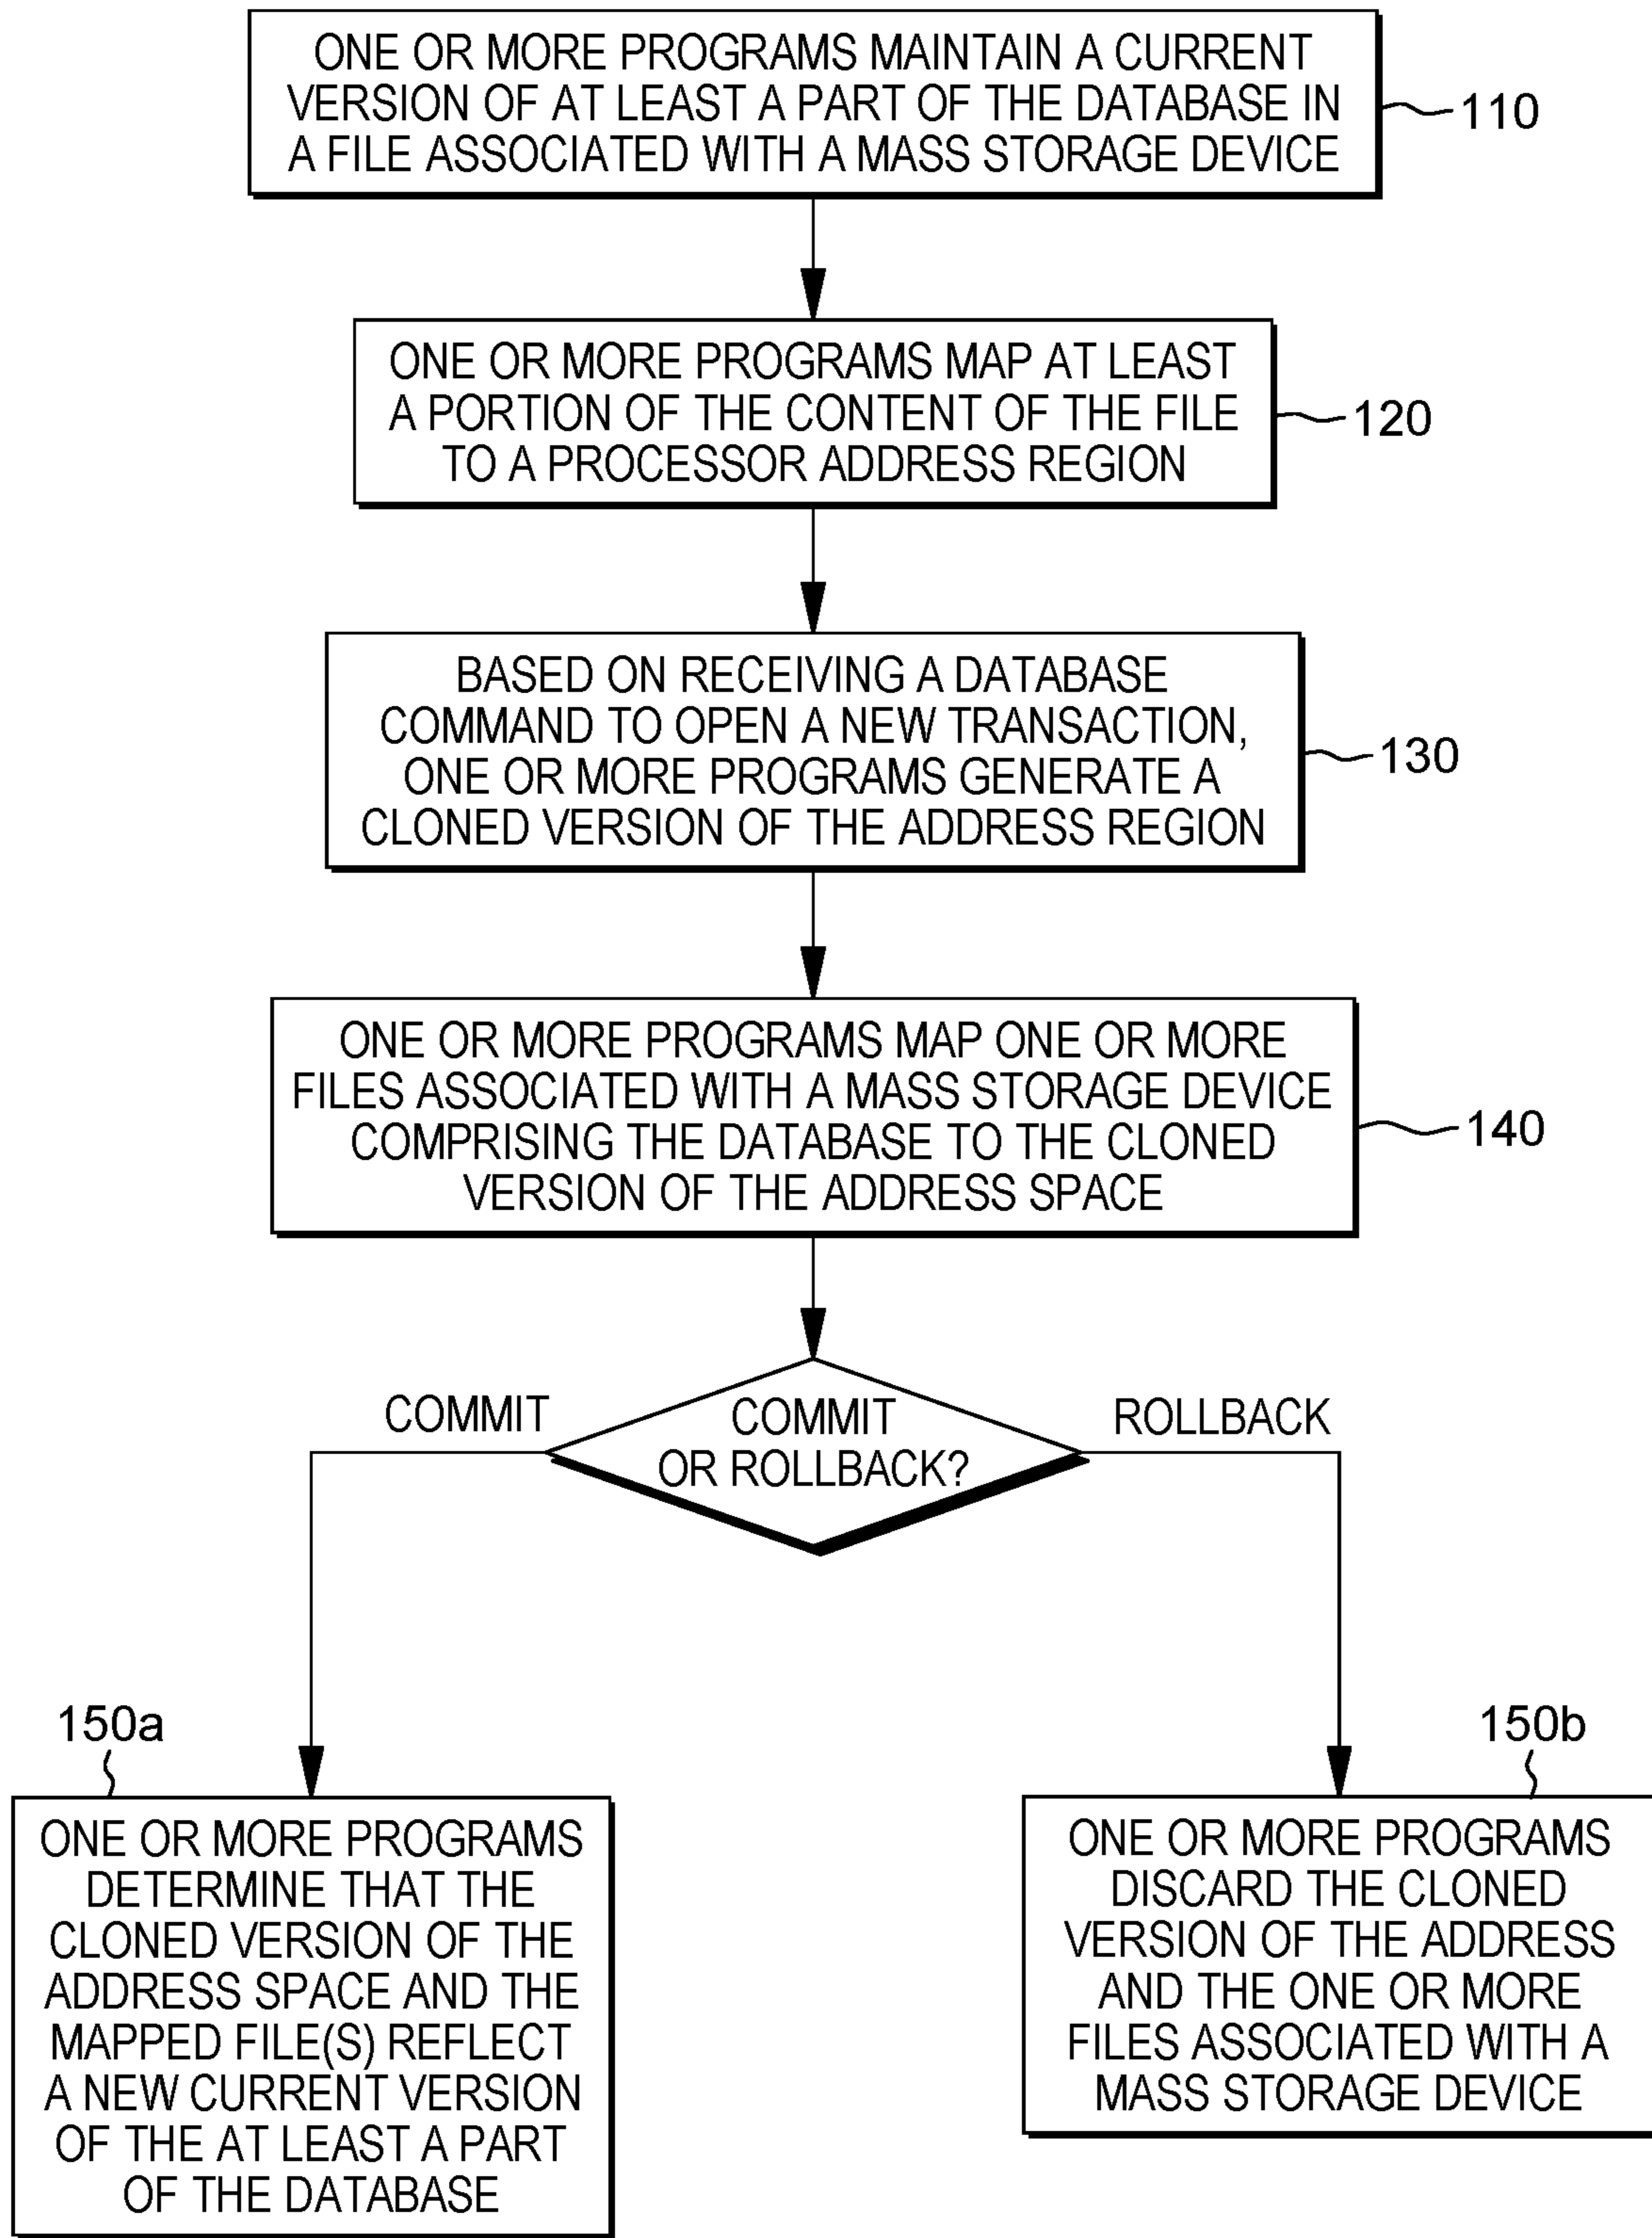 ONE OR MORE PROGRAMS MAINTAIN A CURRENT
VERSION OF AT LEAST A PART OF THE DATABASE IN
A FILE ASSOCIATED WITH A MASS STORAGE DEVICE
110
ONE OR MORE PROGRAMS MAP AT LEAST
A PORTION OF THE CONTENT OF THE FILE
TO A PROCESSOR ADDRESS REGION
120
BASED ON RECEIVING A DATABASE
COMMAND TO OPEN A NEW TRANSACTION,
ONE OR MORE PROGRAMS GENERATE A
CLONED VERSION OF THE ADDRESS REGION
130
ONE OR MORE PROGRAMS MAP ONE OR MORE
FILES ASSOCIATED WITH A MASS STORAGE DEVICE
COMPRISING THE DATABASE TO THE CLONED
VERSION OF THE ADDRESS SPACE
140
COMMIT
COMMIT
OR ROLLBACK?
ROLLBACK
150a
ONE OR MORE PROGRAMS
DETERMINE THAT THE
CLONED VERSION OF THE
ADDRESS SPACE AND THE
MAPPED FILE(S) REFLECT
A NEW CURRENT VERSION
OF THE AT LEAST A PART
OF THE DATABASE
150b
ONE OR MORE PROGRAMS
DISCARD THE CLONED
VERSION OF THE ADDRESS
AND THE ONE OR MORE
FILES ASSOCIATED WITH A
MASS STORAGE DEVICE